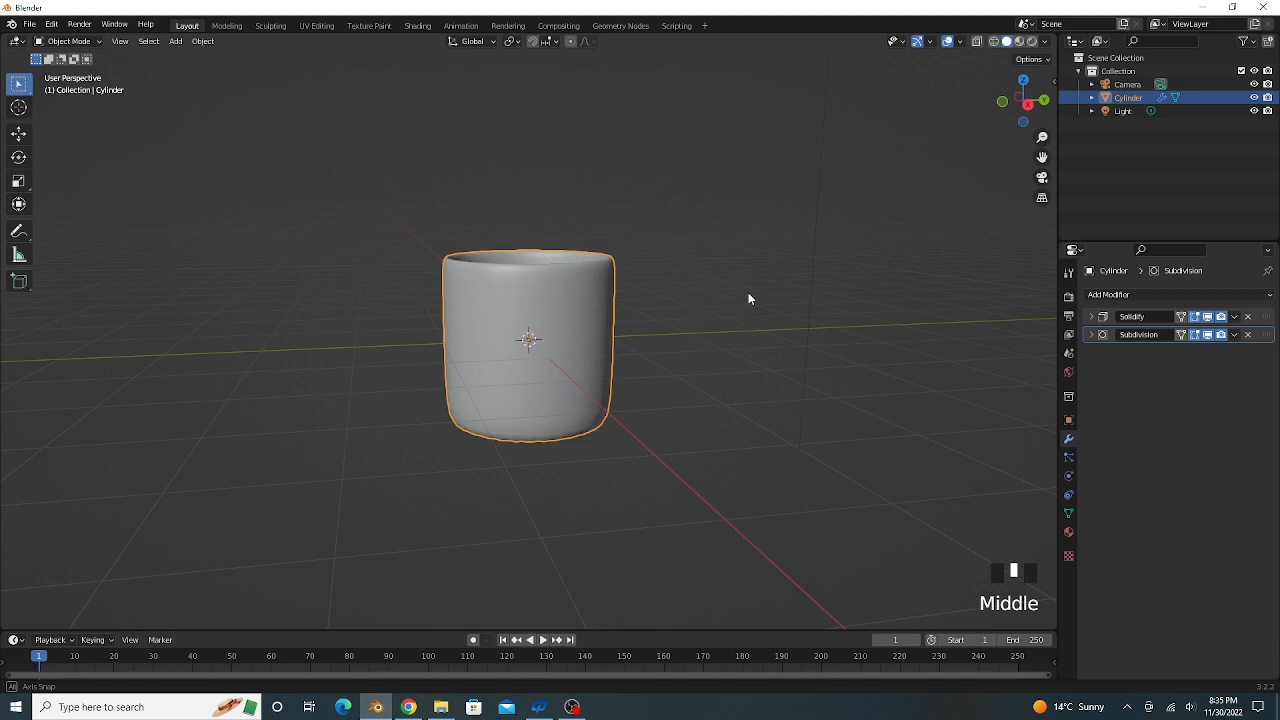 Blender
File Edit Render Window Help Layout Modeling Sculpting UV Editing Texture Paint Shading Animation Rendering Compositing Geometry Nodes Scripting + Scene ViewLayer
Object Mode View Select Add Object Global
Options
User Perspective
(1) Collection | Cylinder
Z
Y
X
Scene Collection
Collection
Camera
Cylinder
Light
Cylinder > Subdivision
Add Modifier
Solidify
Subdivision
Middle
Playback Keying View Marker 1 Start 1 End 250
1 10 20 30 40 50 60 70 80 90 100 110 120 130 140 150 160 170 180 190 200 210 220 230 240 250
Axis Snap 3.2.2
Type here to search
14°C Sunny
8:35 PM
11/30/2022